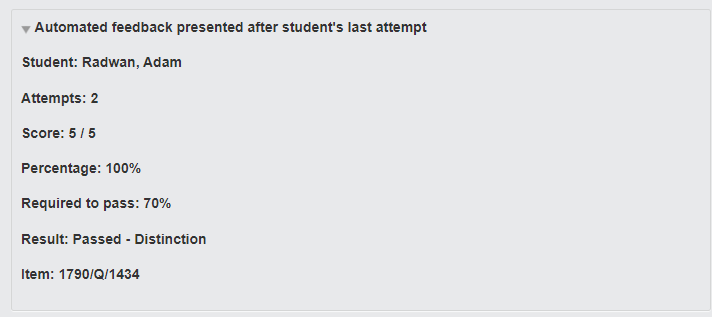 Automated feedback presented after student's last attempt
Student: Radwan, Adam
Attempts: 2
Score: 5 / 5
Percentage: 100%
Required to pass: 70%
Result: Passed - Distinction
Item: 1790/Q/1434